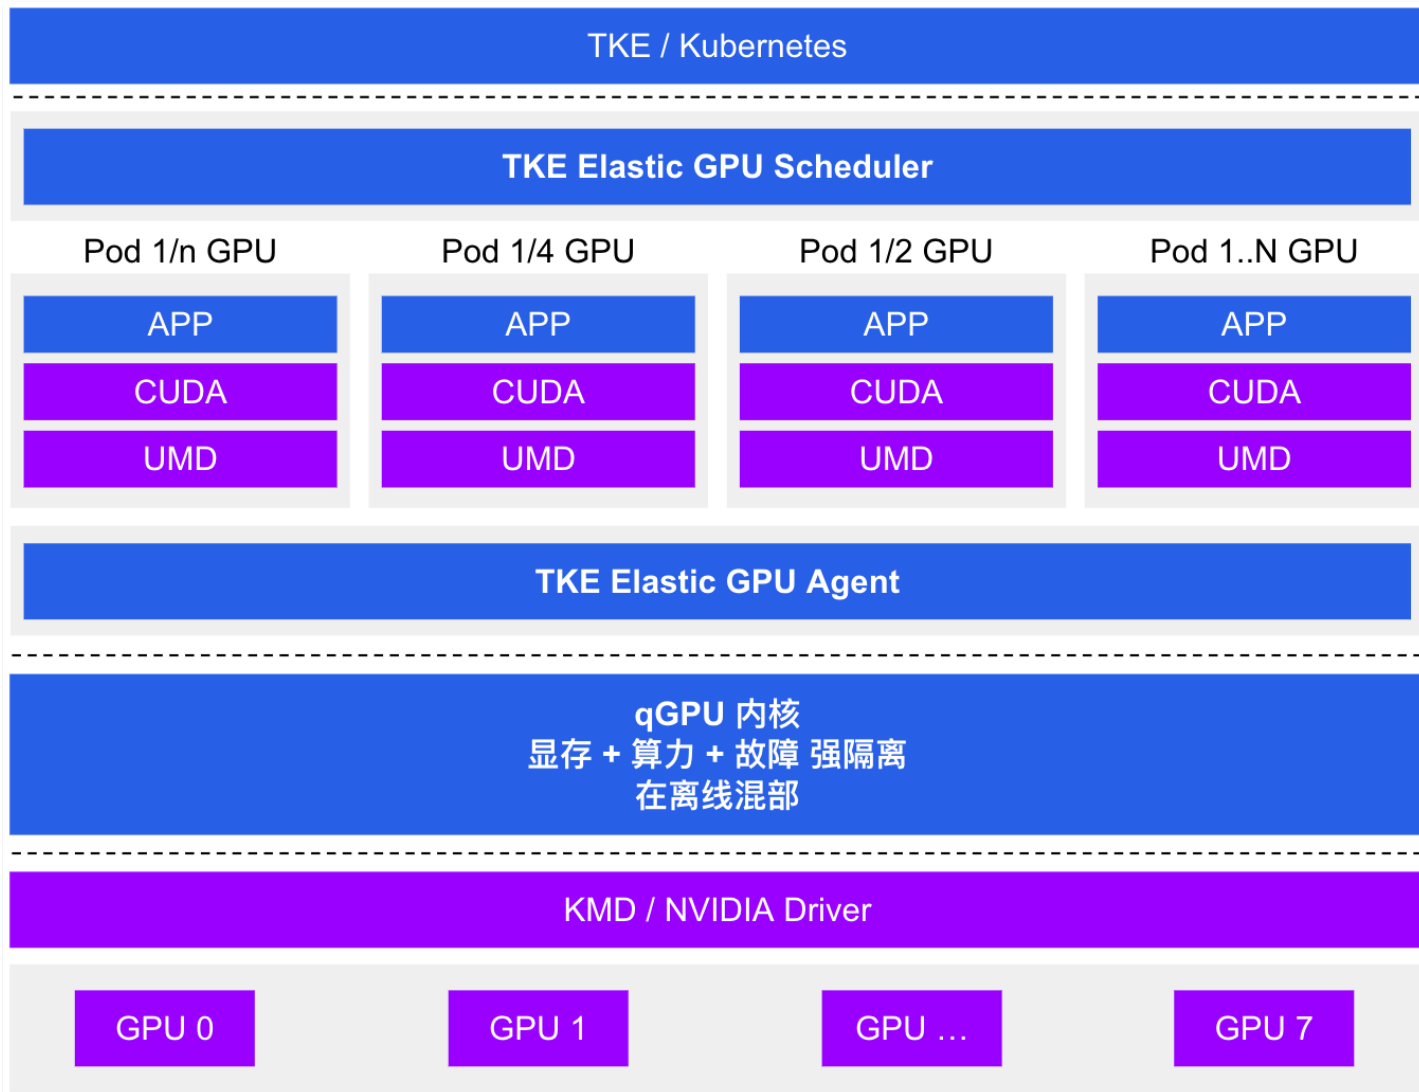 TKE / Kubernetes
TKE Elastic GPU Scheduler
Pod 1/n GPU
Pod 1/4 GPU
Pod 1/2 GPU
Pod 1..N GPU
APP
APP
APP
APP
CUDA
CUDA
CUDA
CUDA
UMD
UMD
UMD
UMD
TKE Elastic GPU Agent
qGPU 内核
显存 + 算力 + 故障 强隔离
在离线混部
KMD / NVIDIA Driver
GPU 0
GPU 1
GPU ...
GPU 7